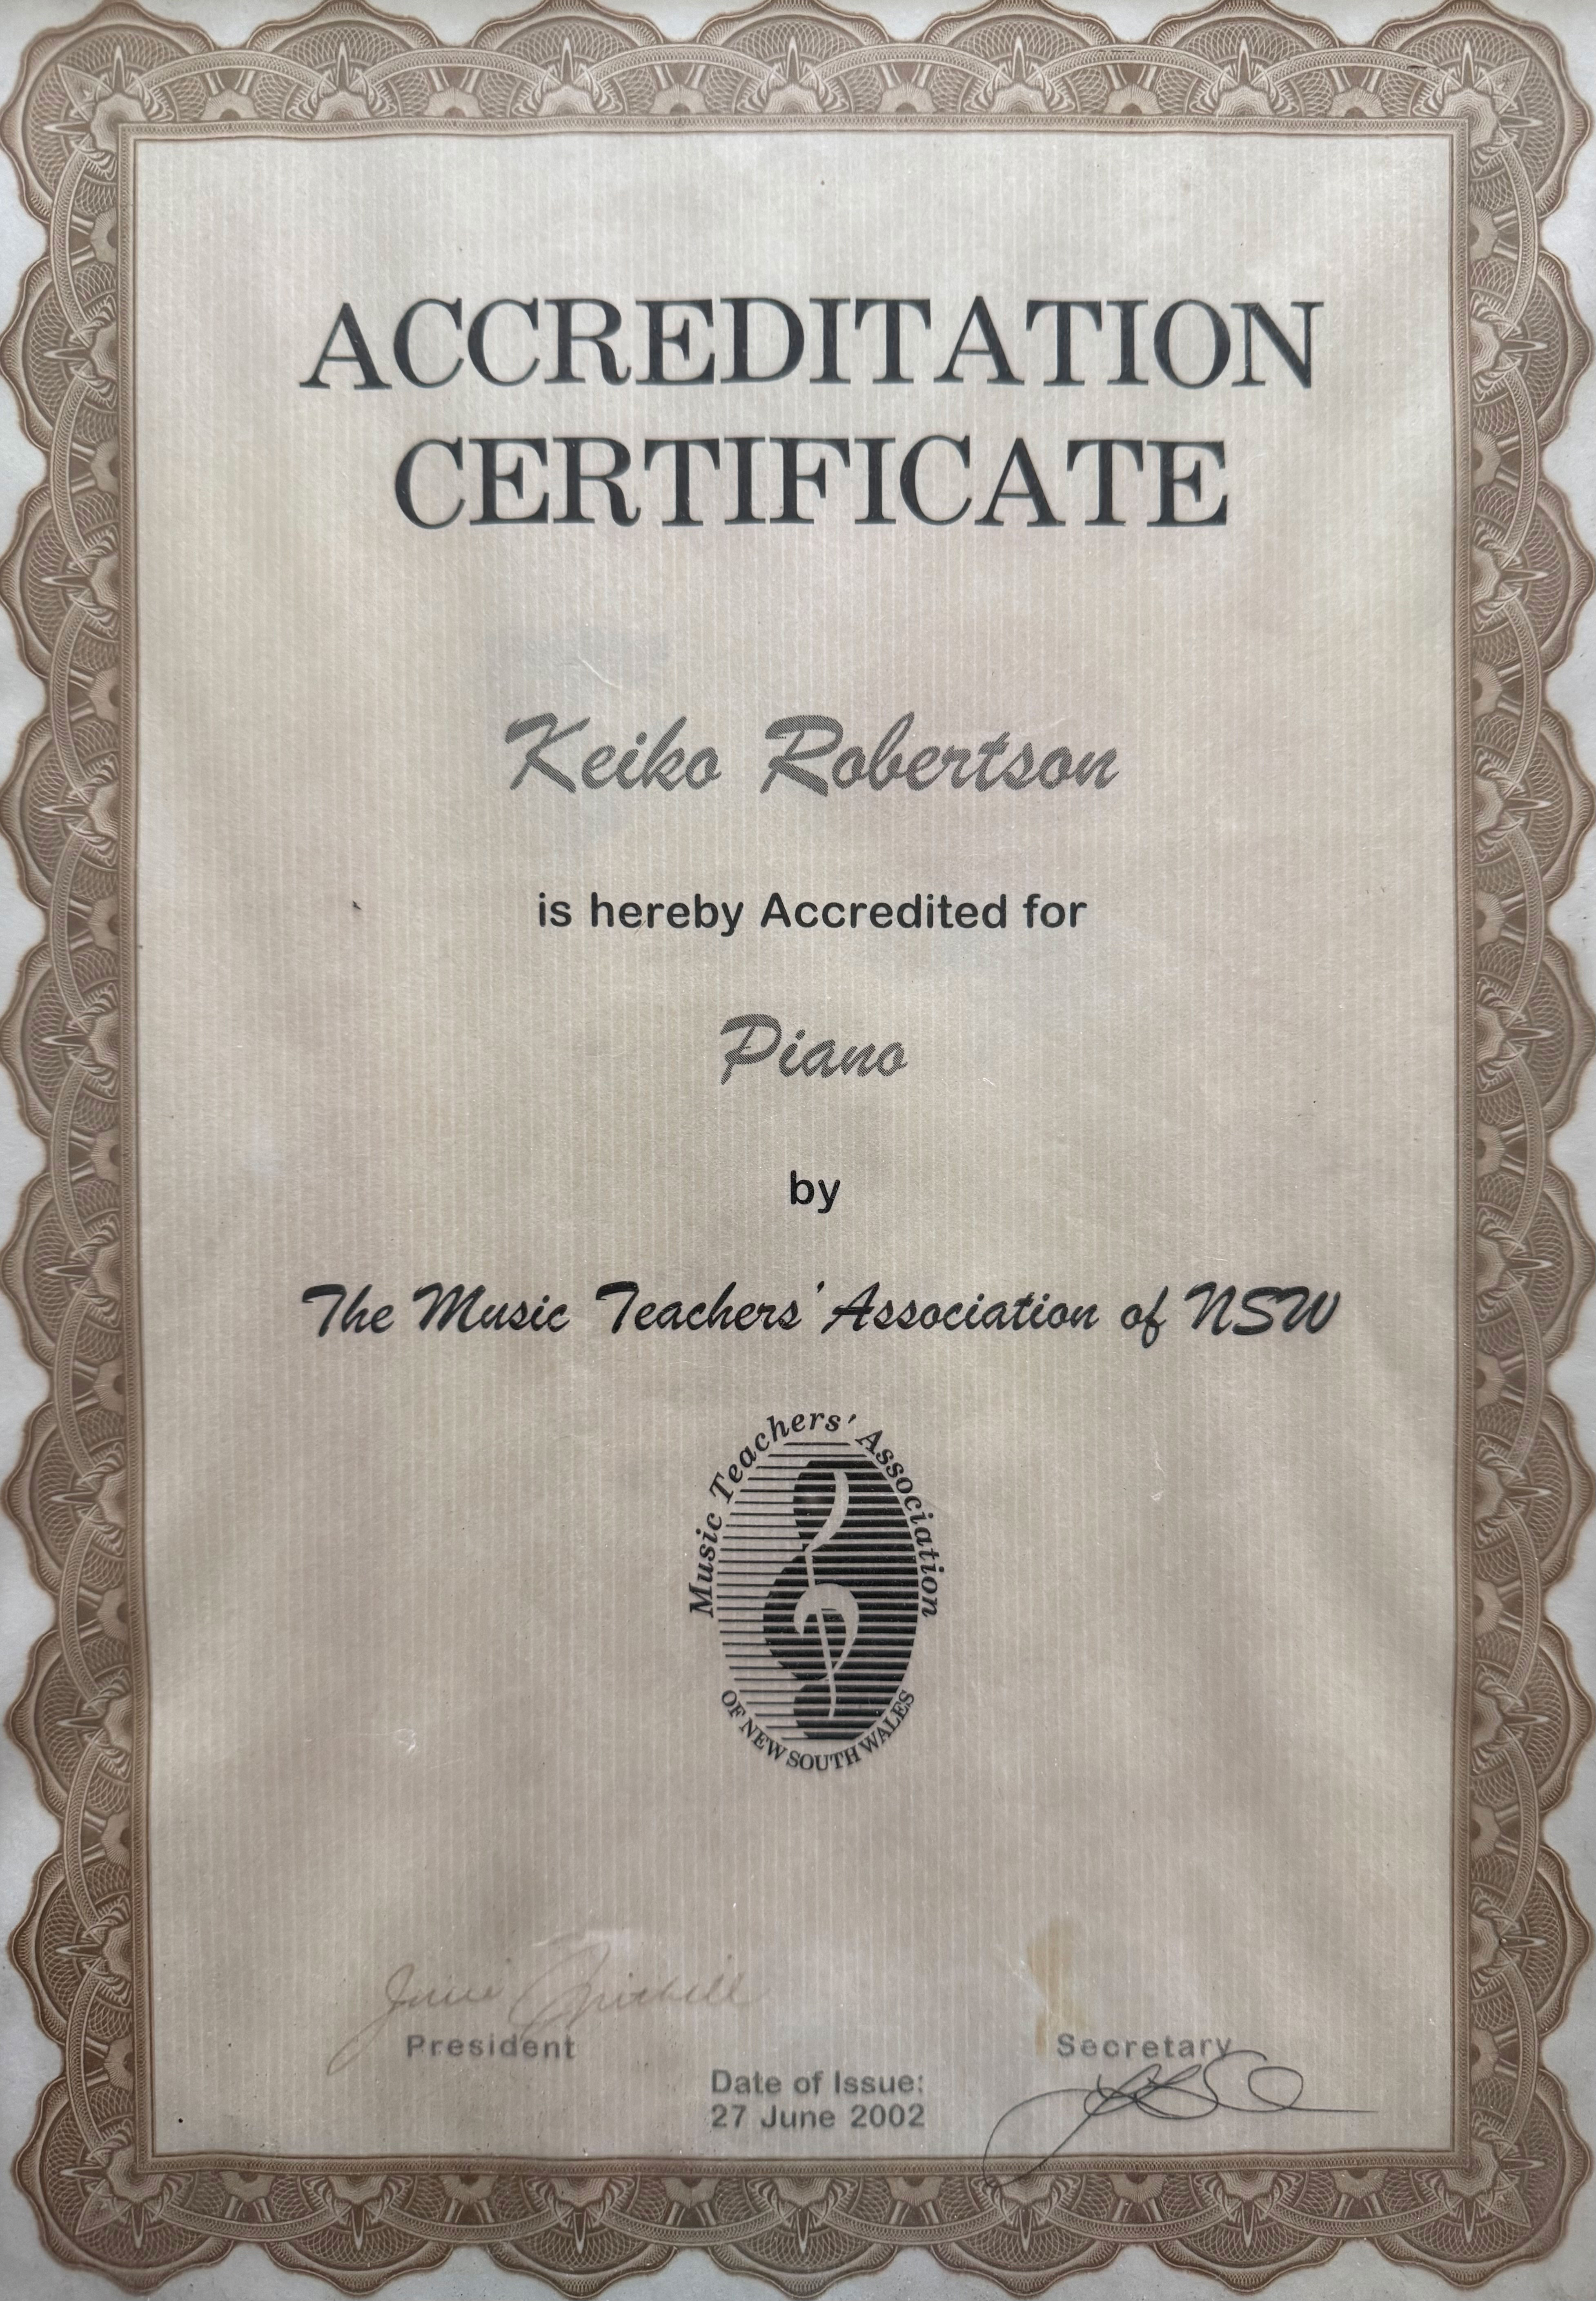 ACCREDITATION
CERTIFICATE
Keiko Robertson
is hereby Accredited for
Piano
by
The Music Teachers' Association of NSW
Music Teachers' Association
OF NEW SOUTH WALES
President
Secretary
Date of Issue:
27 June 2002